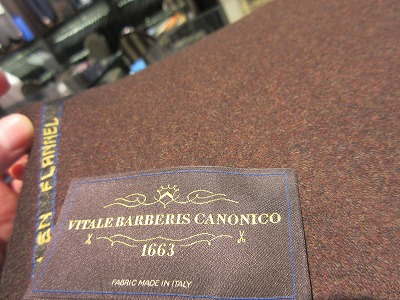 FLANNEL
VITALE BARBERIS CANONICO
1663
FABRIC MADE IN ITALY